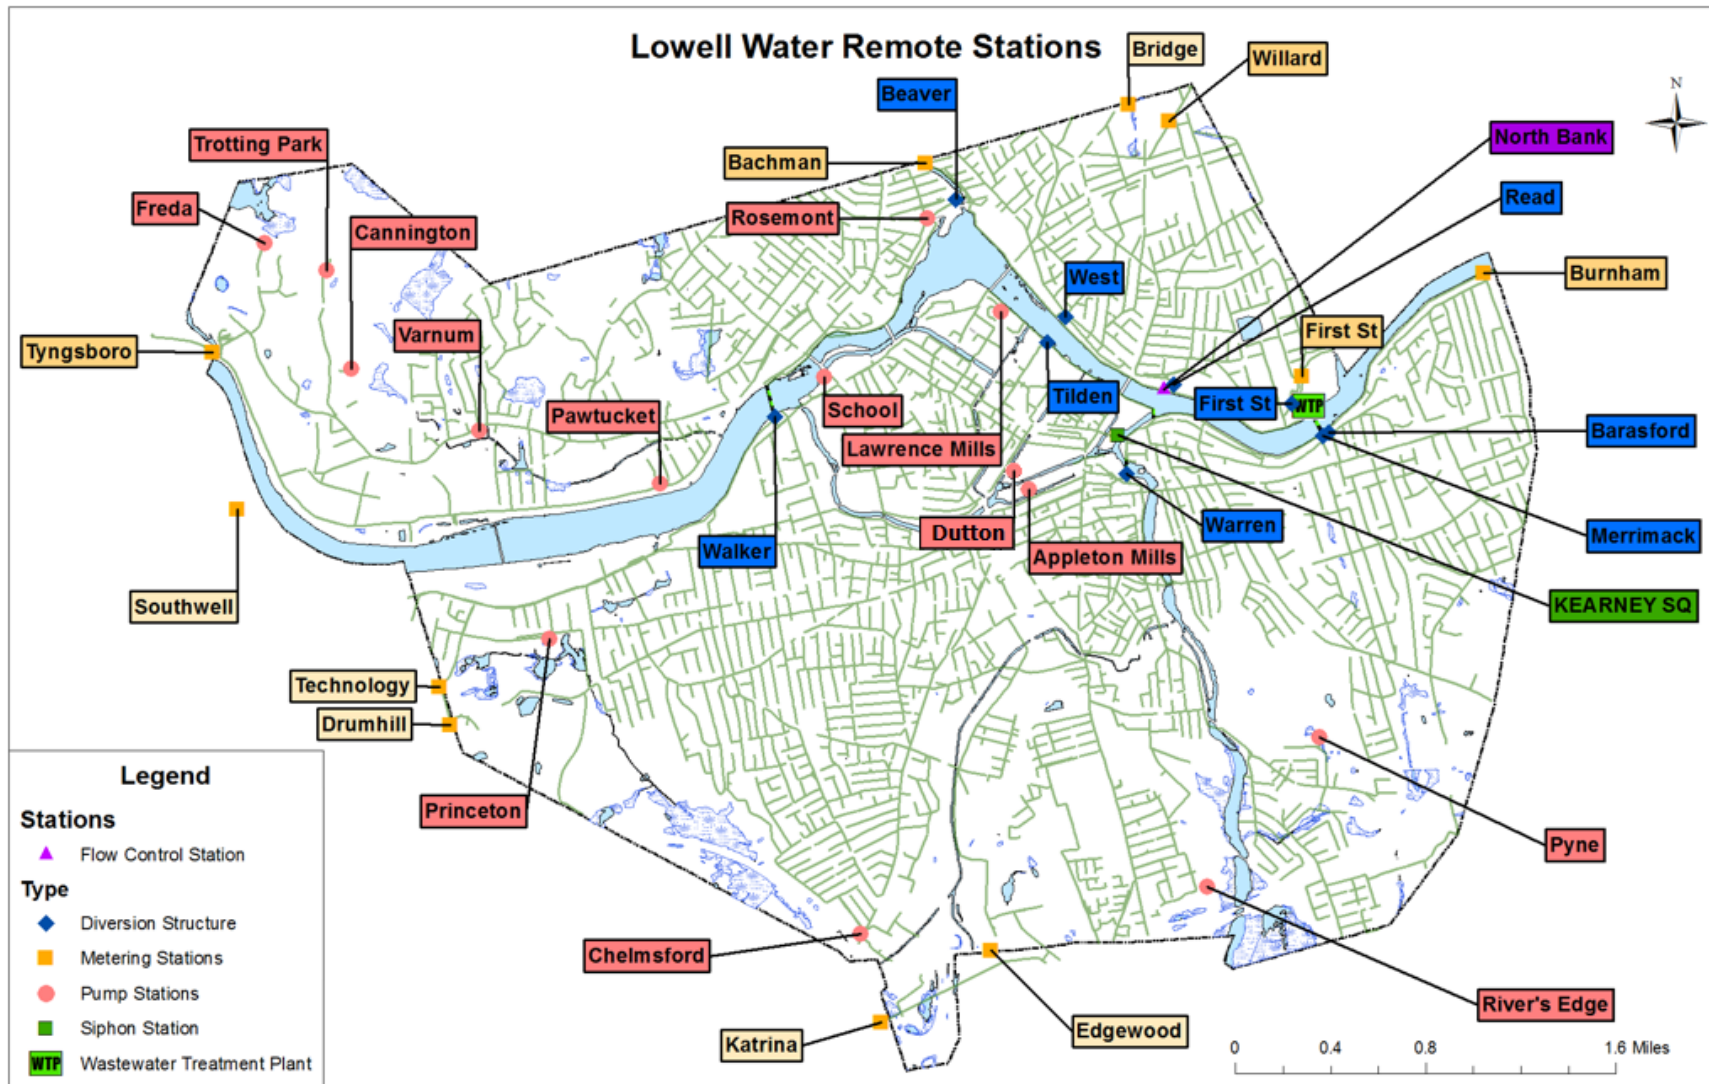 Lowell Water Remote Stations
Bridge
Willard
N
Beaver
North Bank
Trotting Park
Bachman
Read
Freda
Rosemont
Cannington
West
Burnham
Varnum
First St
Tyngsboro
Tilden
First St
WTP
School
Pawtucket
Barasford
Lawrence Mills
Warren
Dutton
Merrimack
Walker
Appleton Mills
Southwell
KEARNEY SQ
Technology
Drumhill
Princeton
Pyne
Chelmsford
River's Edge
Edgewood
Katrina
Legend
Stations
Flow Control Station
Type
Diversion Structure
Metering Stations
Pump Stations
Siphon Station
WTP Wastewater Treatment Plant
0 0.4 0.8 1.6 Miles